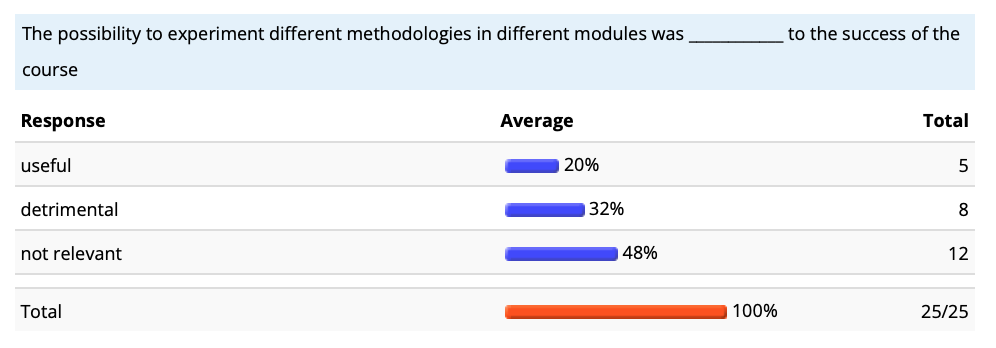 The possibility to experiment different methodologies in different modules was ___________ to the success of the
course
Response Average Total
useful 20% 5
detrimental 32% 8
not relevant 48% 12
Total 100% 25/25